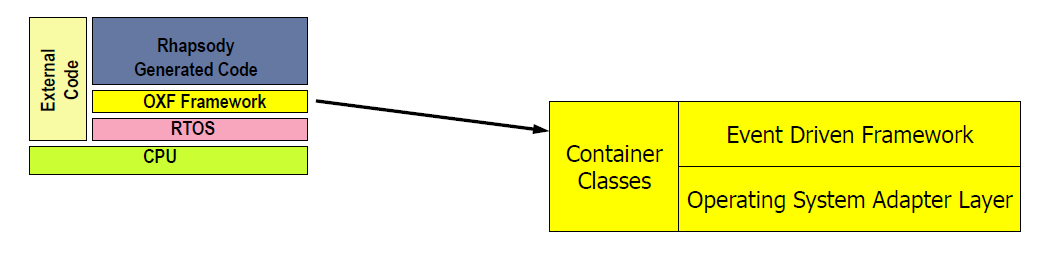 External
Code
Rhapsody
Generated Code
OXF Framework
RTOS
CPU
Container
Classes
Event Driven Framework
Operating System Adapter Layer